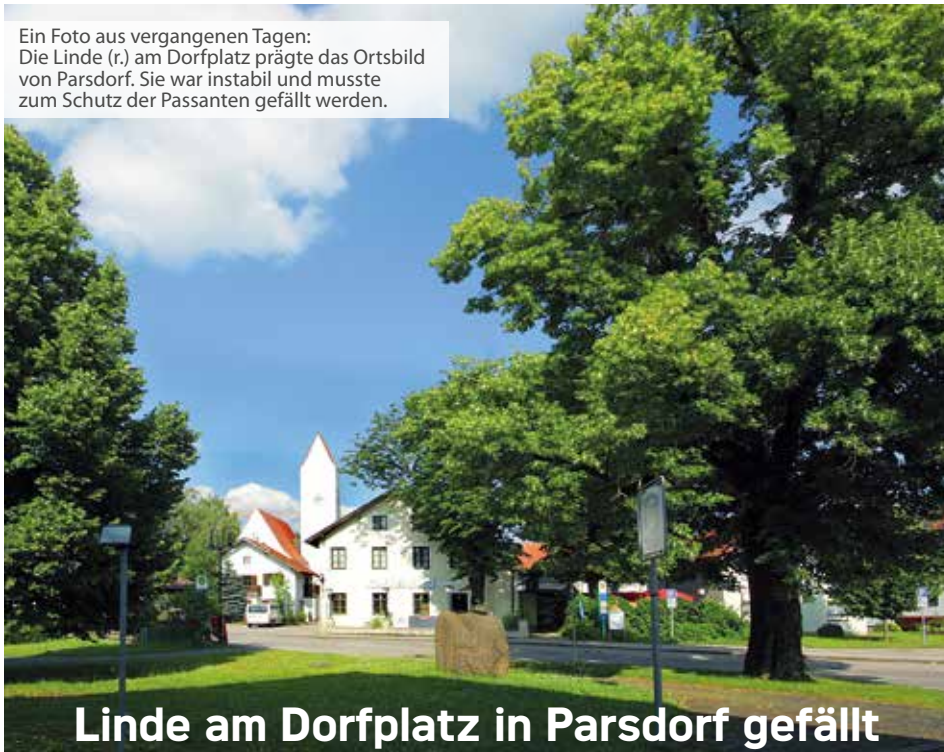 Ein Foto aus vergangenen Tagen:
Die Linde (r.) am Dorfplatz prägte das Ortsbild
von Parsdorf. Sie war instabil und musste
zum Schutz der Passanten gefällt werden.
Linde am Dorfplatz in Parsdorf gefällt